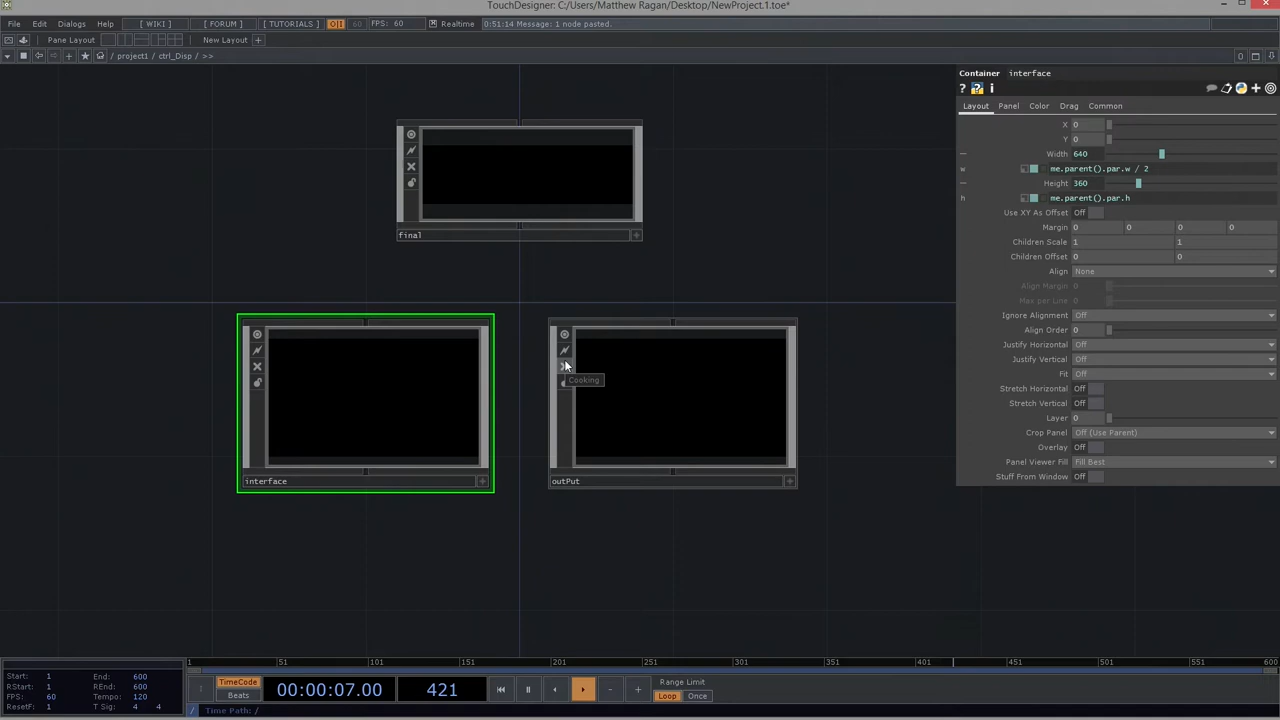 TouchDesigner: C:/Users/Matthew Ragan/Desktop/NewProject.1.toe*
File Edit Dialogs Help [ WIKI ] [ FORUM ] [ TUTORIALS ] O|I 60 FPS: 60 Realtime 0:51:14 Message: 1 node pasted.
Pane Layout New Layout +
/ project1 / ctrl_Disp / >> 0
Container interface
? ? i
Layout Panel Color Drag Common
X 0
Y 0
Width 640
w me.parent().par.w / 2
Height 360
h me.parent().par.h
Use XY As Offset Off
Margin 0 0 0 0
Children Scale 1 1
Children Offset 0 0
Align None
Align Margin 0
Max per Line 0
Ignore Alignment Off
Align Order 0
Justify Horizontal Off
Justify Vertical Off
Fit Off
Stretch Horizontal Off
Stretch Vertical Off
Layer 0
Crop Panel Off (Use Parent)
Overlay Off
Panel Viewer Fill Fill Best
Stuff From Window Off
final
Cooking
interface
outPut
1 51 101 151 201 251 301 351 401 451 501 551 600
Start: 1 End: 600
RStart: 1 REnd: 600
FPS: 60 Tempo: 120
ResetF: 1 T Sig: 4 4
TimeCode
Beats
00:00:07.00
421
Range Limit
Loop Once
/ Time Path: /